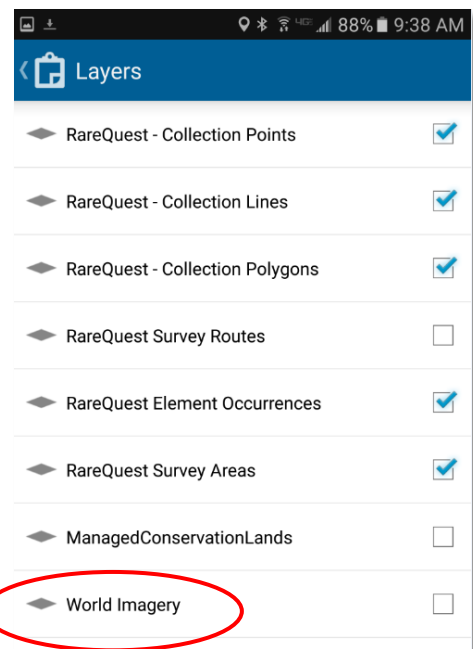 4G 88% 9:38 AM
Layers
RareQuest - Collection Points
RareQuest - Collection Lines
RareQuest - Collection Polygons
RareQuest Survey Routes
RareQuest Element Occurrences
RareQuest Survey Areas
ManagedConservationLands
World Imagery